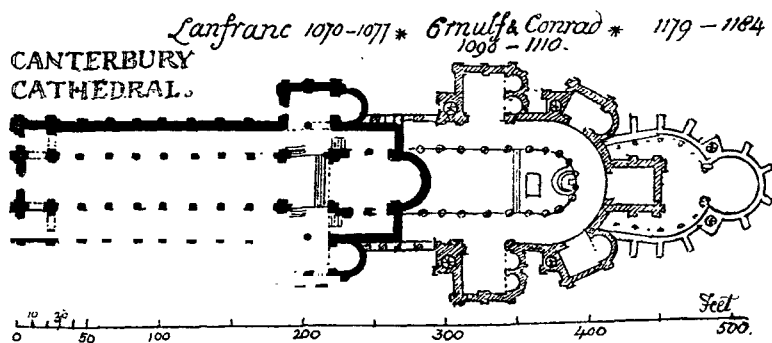 Lanfranc 1070-1077 * Ernulf & Conrad * 1179 - 1184
1090 - 1110.
CANTERBURY
CATHEDRAL.
Feet
10 20
0 50 100 200 300 400 500.